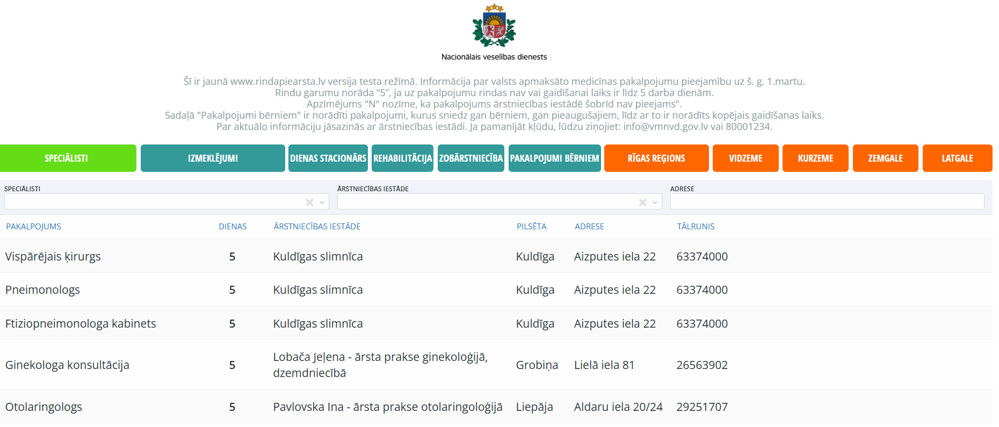 Nacionālais veselības dienests
Šī ir jaunā www.rindapiearsta.lv versija testa režīmā. Informācija par valsts apmaksāto medicīnas pakalpojumu pieejamību uz š. g. 1.martu.
Rindu garumu norāda “5”, ja uz pakalpojumu rindas nav vai gaidīšanai laiks ir līdz 5 darba dienām.
Apzīmējums "N" nozīme, ka pakalpojums ārstniecības iestādē šobrīd nav pieejams".
Sadaļā "Pakalpojumi bērniem" ir norādīti pakalpojumi, kurus sniedz gan bērniem, gan pieaugušajiem, līdz ar to ir norādīts kopējais gaidīšanas laiks.
Par aktuālo informāciju jāsazinās ar ārstniecības iestādi. Ja pamanījāt kļūdu, lūdzu ziņojiet: info@vmnvd.gov.lv vai 80001234.
SPECIĀLISTI IZMEKLĒJUMI DIENAS STACIONĀRS REHABILITĀCIJA ZOBĀRSTNIECĪBA PAKALPOJUMI BĒRNIEM RĪGAS REĢIONS VIDZEME KURZEME ZEMGALE LATGALE
SPECIĀLISTI ĀRSTNIECĪBAS IESTĀDE ADRESE
PAKALPOJUMS DIENAS ĀRSTNIECĪBAS IESTĀDE PILSĒTA ADRESE TĀLRUNIS
Vispārējais ķirurgs 5 Kuldīgas slimnīca Kuldīga Aizputes iela 22 63374000
Pneimonologs 5 Kuldīgas slimnīca Kuldīga Aizputes iela 22 63374000
Ftiziopneimonologa kabinets 5 Kuldīgas slimnīca Kuldīga Aizputes iela 22 63374000
Ginekologa konsultācija 5 Lobača Jeļena - ārsta prakse ginekoloģijā, dzemdniecībā Grobiņa Lielā iela 81 26563902
Otolaringologs 5 Pavlovska Ina - ārsta prakse otolaringoloģijā Liepāja Aldaru iela 20/24 29251707